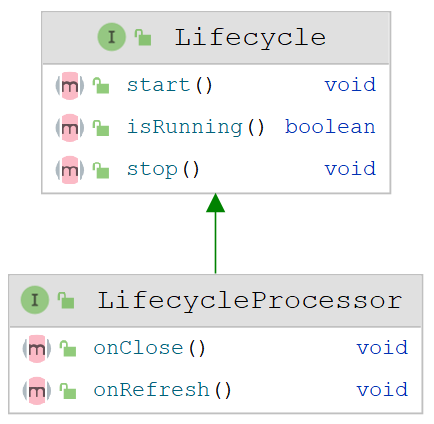 I Lifecycle
m start() void
m isRunning() boolean
m stop() void
I LifecycleProcessor
m onClose() void
m onRefresh() void